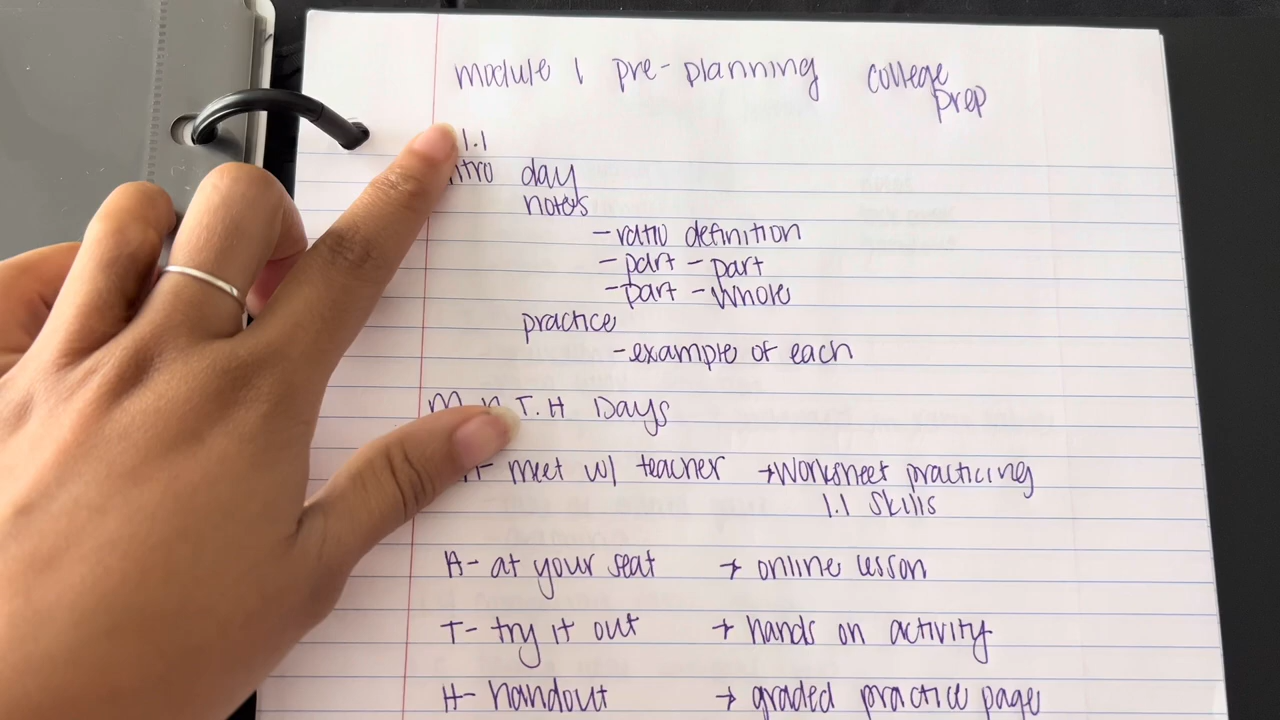 module 1 pre-planning college prep
1.1
intro day
notes
-ratio definition
-part-part
-part-whole
practice
-example of each
T.H Days
meet w/ teacher →worksheet practicing
1.1 skills
A- at your seat → online lesson
T- try it out → hands on activity
H- handout → graded practice page